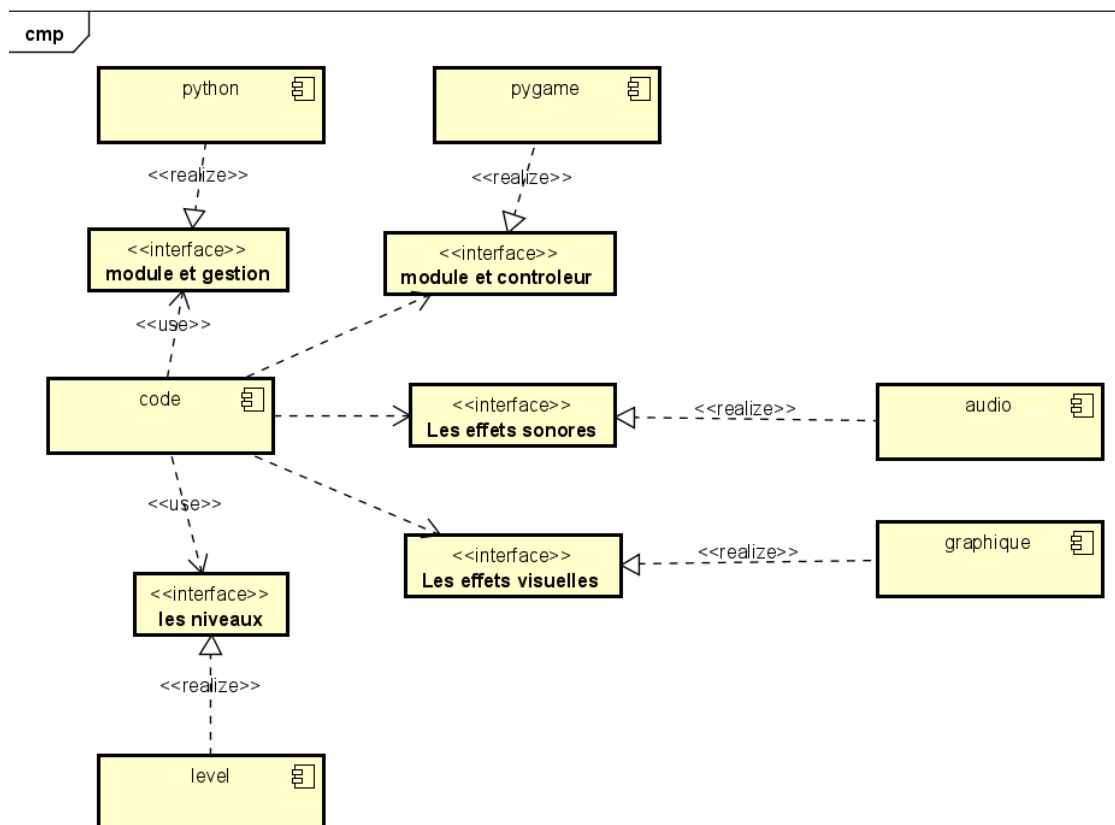 cmp
python
pygame
<<realize>>
<<realize>>
<<interface>>
module et gestion
<<interface>>
module et controleur
<<use>>
code
<<interface>>
Les effets sonores
<<realize>>
audio
<<use>>
<<interface>>
Les effets visuelles
<<realize>>
graphique
<<interface>>
les niveaux
<<realize>>
level